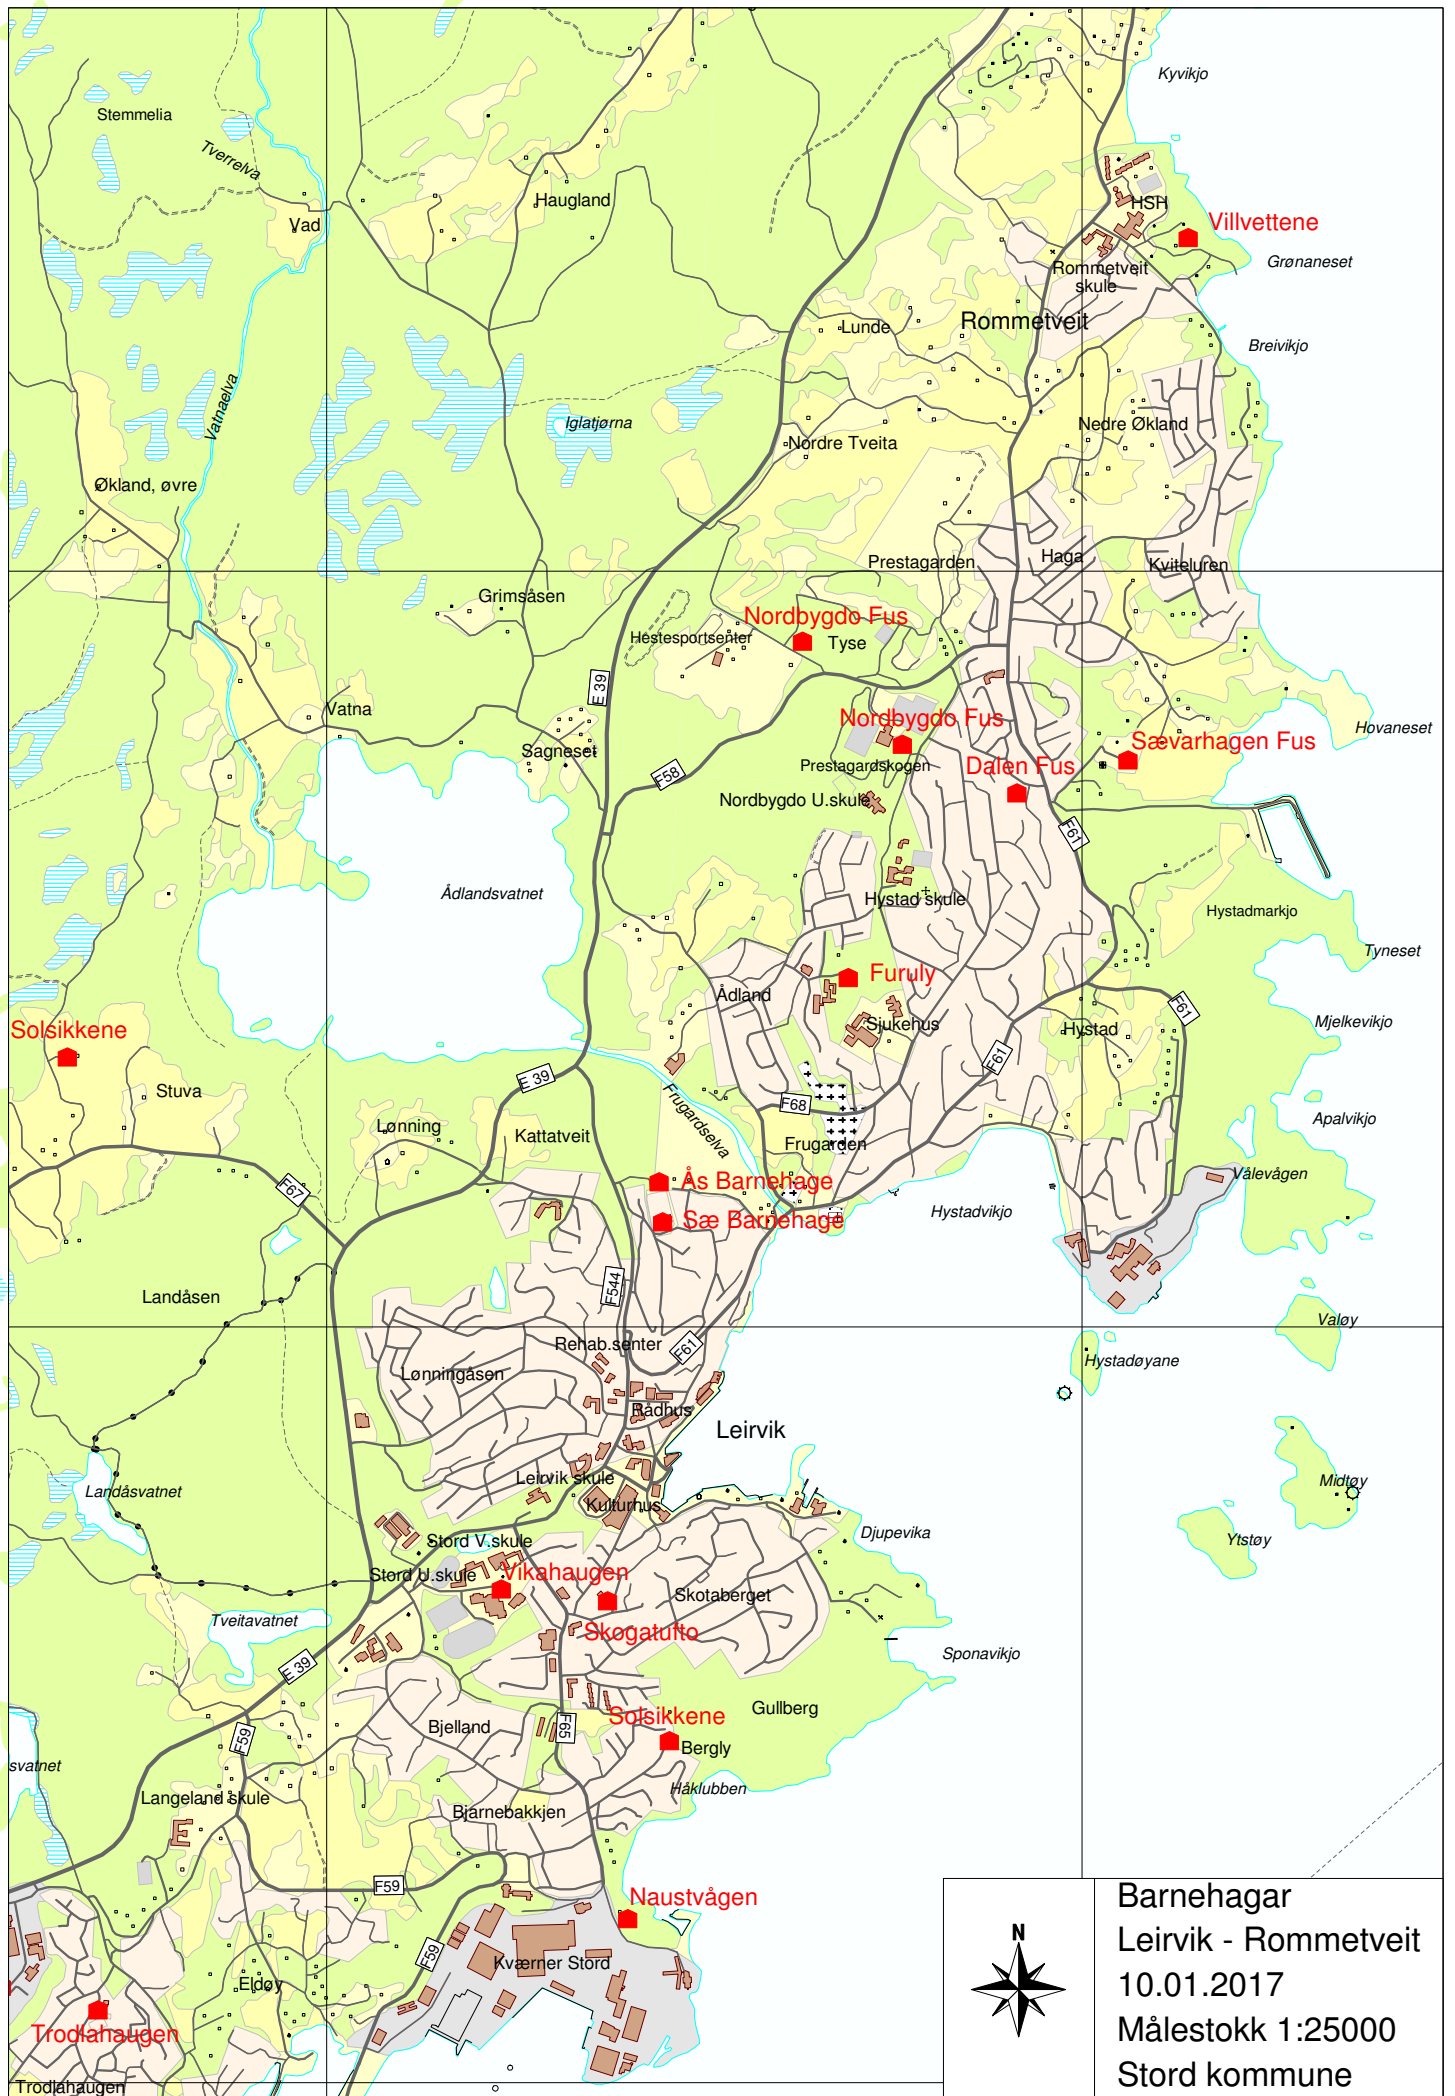 Kyvikjo
Stemmelia
Tverrelva
Haugland
HSH
Vad
Villvettene
Grønaneset
Rommetveit
skule
Lunde
Rommetveit
Breivikjo
Vatnaelva
Iglatjørna
Nedre Økland
Nordre Tveita
Økland, øvre
Prestagarden
Haga
Kviteluren
Grimsåsen
Nordbygdo Fus
Hestesportsenter
Tyse
E 39
Vatna
Nordbygdo Fus
Hovaneset
Sagneset
Sævarhagen Fus
Prestagardskogen
Dalen Fus
F58
Nordbygdo U.skule
F61
Ådlandsvatnet
Hystad skule
Hystadmarkjo
Tyneset
Furuly
Ådland
F61
Solsikkene
Sjukehus
Hystad
Mjelkevikjo
F61
E 39
Stuva
Frugardselva
F68
Lønning
Kattatveit
Frugarden
Apalvikjo
Vålevågen
Ås Barnehage
F67
Sæ Barnehage
Hystadvikjo
F544
Landåsen
Valøy
Rehab.senter
F61
Hystadøyane
Lønningåsen
Rådhus
Leirvik
Leirvik skule
Midtøy
Landåsvatnet
Kulturhus
Djupevika
Ytstøy
Stord V.skule
Stord U.skule
Vikahaugen
Skotaberget
Tveitavatnet
Skogatufto
Sponavikjo
E 39
Gullberg
Solsikkene
Bjelland
F65
F59
Bergly
svatnet
Håklubben
Langeland skule
Bjarnebakkjen
F59
Naustvågen
Barnehagar
Leirvik - Rommetveit
N
F59
Kværner Stord
10.01.2017
Eldøy
Målestokk 1:25000
Trodlahaugen
Stord kommune
Trodlahaugen